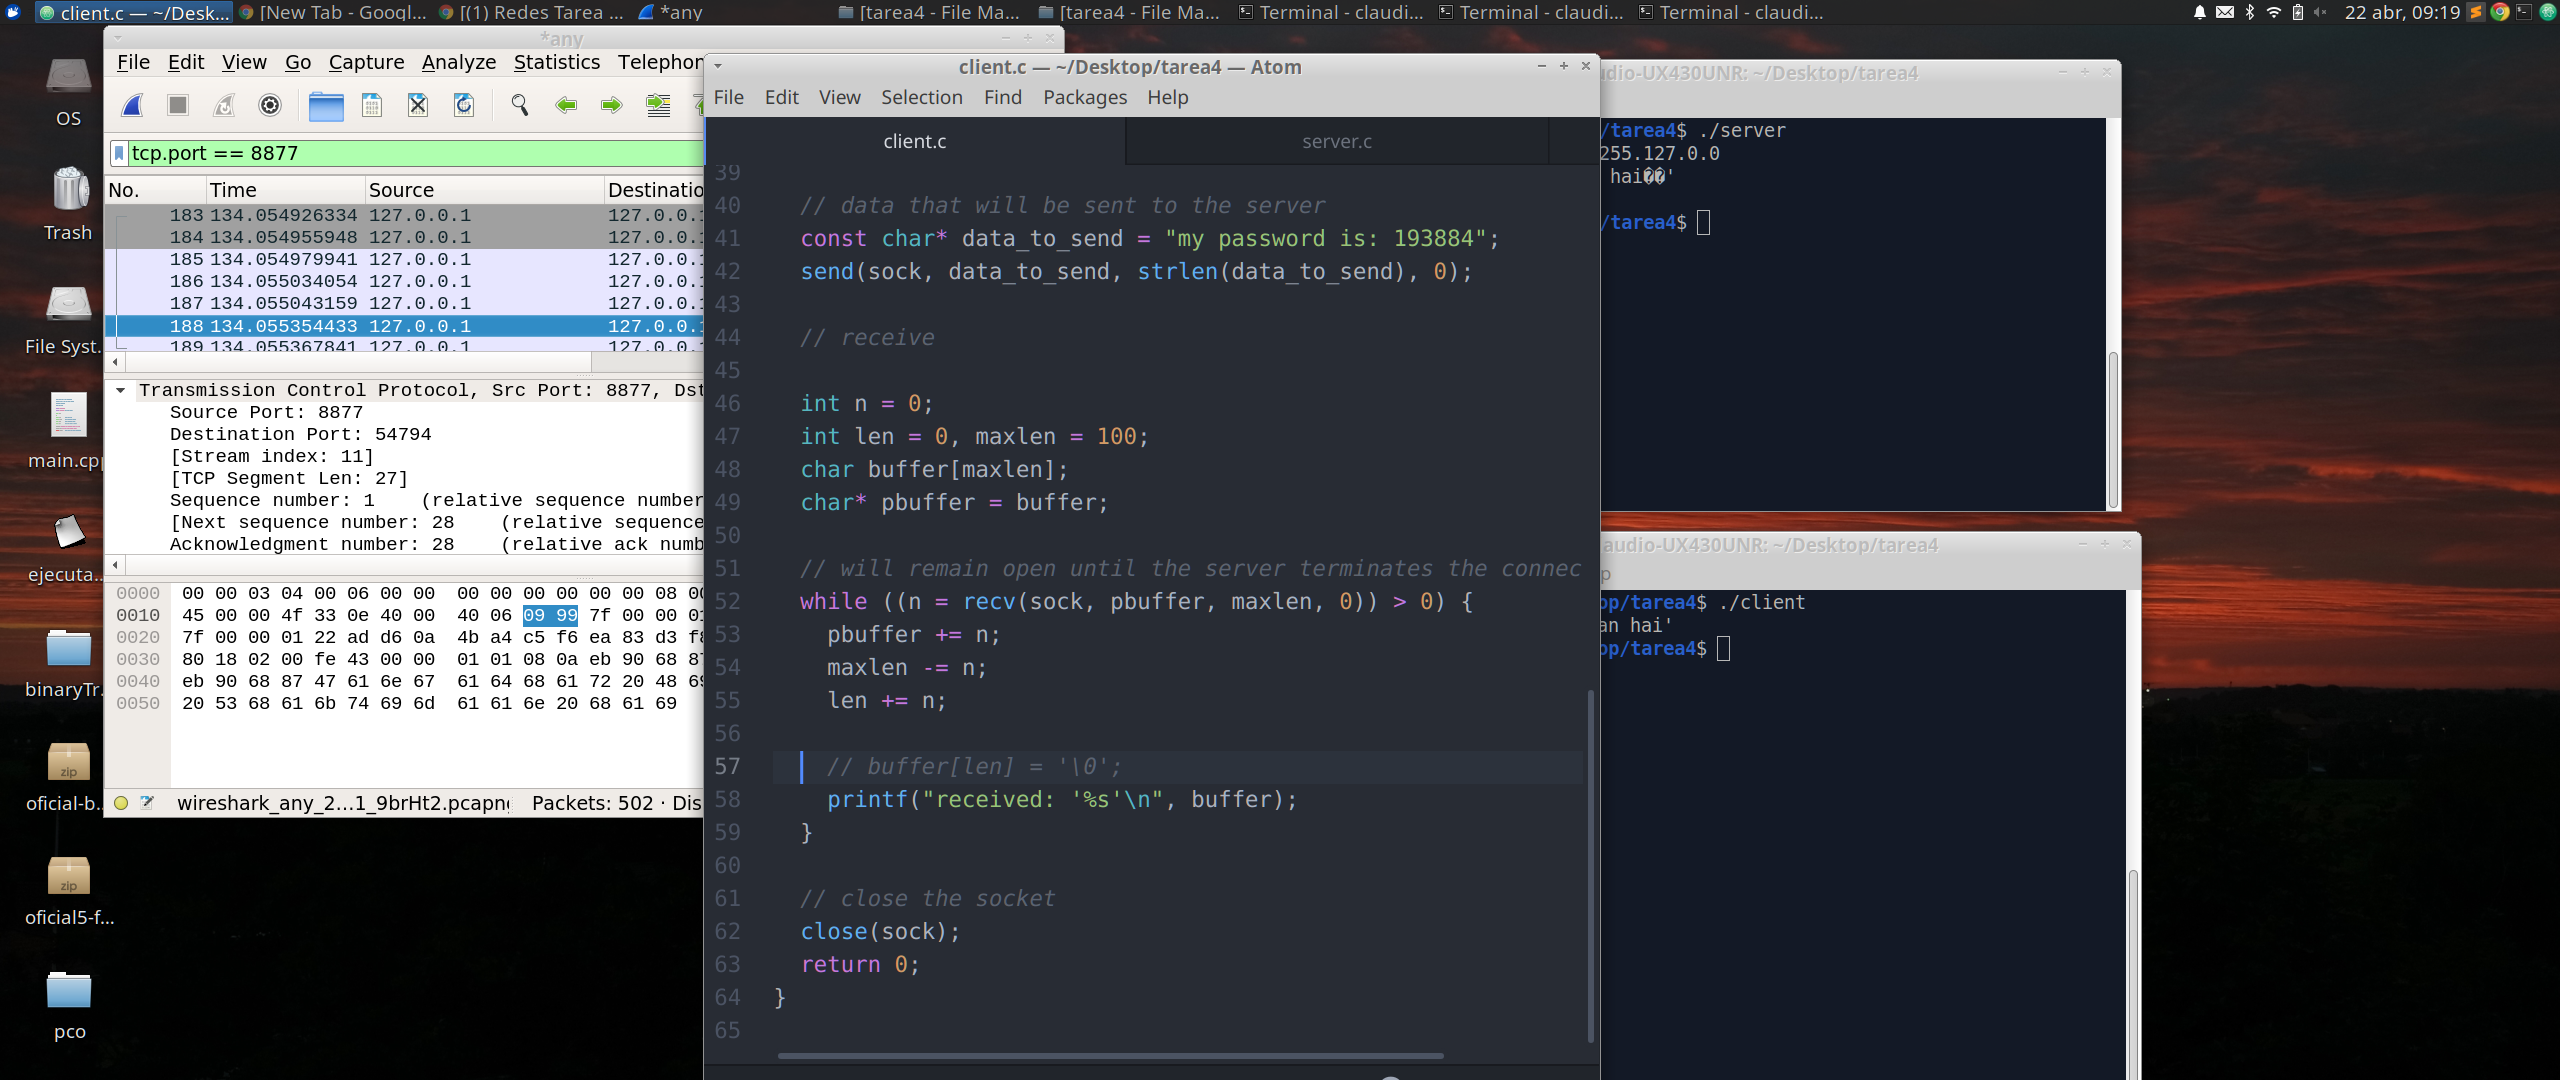 client.c — ~/Desk...
[New Tab - Googl...
[(1) Redes Tarea ...
*any
[tarea4 - File Ma...
[tarea4 - File Ma...
Terminal - claudi...
Terminal - claudi...
Terminal - claudi...
22 abr, 09:19
OS
Trash
File Syst.
main.cpp
ejecuta..
binaryTr.
zip
oficial-b..
zip
oficial5-f...
pco
*any
File Edit View Go Capture Analyze Statistics Telephon
tcp.port == 8877
No. Time Source Destinatio
183 134.054926334 127.0.0.1 127.0.0.1
184 134.054955948 127.0.0.1 127.0.0.1
185 134.054979941 127.0.0.1 127.0.0.1
186 134.055034054 127.0.0.1 127.0.0.1
187 134.055043159 127.0.0.1 127.0.0.1
188 134.055354433 127.0.0.1 127.0.0.1
189 134.055367841 127.0.0.1 127.0.0.1
Transmission Control Protocol, Src Port: 8877, Dst
Source Port: 8877
Destination Port: 54794
[Stream index: 11]
[TCP Segment Len: 27]
Sequence number: 1 (relative sequence number
[Next sequence number: 28 (relative sequence
Acknowledgment number: 28 (relative ack numb
0000 00 00 03 04 00 06 00 00 00 00 00 00 00 00 08 00
0010 45 00 00 4f 33 0e 40 00 40 06 09 99 7f 00 00 01
0020 7f 00 00 01 22 ad d6 0a 4b a4 c5 f6 ea 83 d3 f8
0030 80 18 02 00 fe 43 00 00 01 01 08 0a eb 90 68 87
0040 eb 90 68 87 47 61 6e 67 61 64 68 61 72 20 48 69
0050 20 53 68 61 6b 74 69 6d 61 61 6e 20 68 61 69
wireshark_any_2...1_9brHt2.pcapng Packets: 502 · Dis
client.c — ~/Desktop/tarea4 — Atom
File Edit View Selection Find Packages Help
client.c server.c
39
40 // data that will be sent to the server
41 const char* data_to_send = "my password is: 193884";
42 send(sock, data_to_send, strlen(data_to_send), 0);
43
44 // receive
45
46 int n = 0;
47 int len = 0, maxlen = 100;
48 char buffer[maxlen];
49 char* pbuffer = buffer;
50
51 // will remain open until the server terminates the connec
52 while ((n = recv(sock, pbuffer, maxlen, 0)) > 0) {
53 pbuffer += n;
54 maxlen -= n;
55 len += n;
56
57 // buffer[len] = '\0';
58 printf("received: '%s'\n", buffer);
59 }
60
61 // close the socket
62 close(sock);
63 return 0;
64 }
65
udio-UX430UNR: ~/Desktop/tarea4
/tarea4$ ./server
255.127.0.0
hai��'
/tarea4$
audio-UX430UNR: ~/Desktop/tarea4
p
op/tarea4$ ./client
an hai'
op/tarea4$